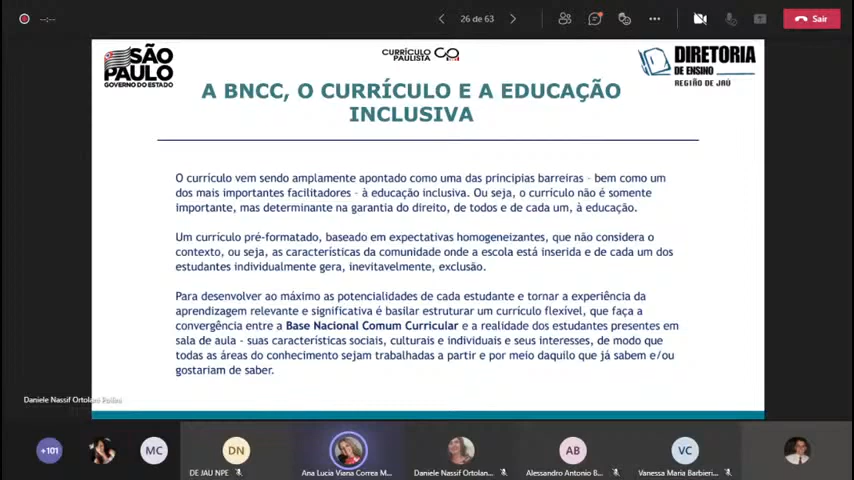 --:--
26 de 63
Sair
SÃO
PAULO
GOVERNO DO ESTADO
CURRÍCULO
PAULISTA
DIRETORIA
DE ENSINO
REGIÃO DE JAÚ
A BNCC, O CURRÍCULO E A EDUCAÇÃO
INCLUSIVA
O currículo vem sendo amplamente apontado como uma das principias barreiras – bem como um
dos mais importantes facilitadores – à educação inclusiva. Ou seja, o currículo não é somente
importante, mas determinante na garantia do direito, de todos e de cada um, à educação.
Um currículo pré-formatado, baseado em expectativas homogeneizantes, que não considera o
contexto, ou seja, as características da comunidade onde a escola está inserida e de cada um dos
estudantes individualmente gera, inevitavelmente, exclusão.
Para desenvolver ao máximo as potencialidades de cada estudante e tornar a experiência da
aprendizagem relevante e significativa é basilar estruturar um currículo flexível, que faça a
convergência entre a Base Nacional Comum Curricular e a realidade dos estudantes presentes em
sala de aula - suas características sociais, culturais e individuais e seus interesses, de modo que
todas as áreas do conhecimento sejam trabalhadas a partir e por meio daquilo que já sabem e/ou
gostariam de saber.
Daniele Nassif Ortolani Pollini
+101
MC
DN
AB
VC
DE JAU NPE
Ana Lucia Viana Correa M...
Daniele Nassif Ortolan...
Alessandro Antonio B...
Vanessa Maria Barbieri...